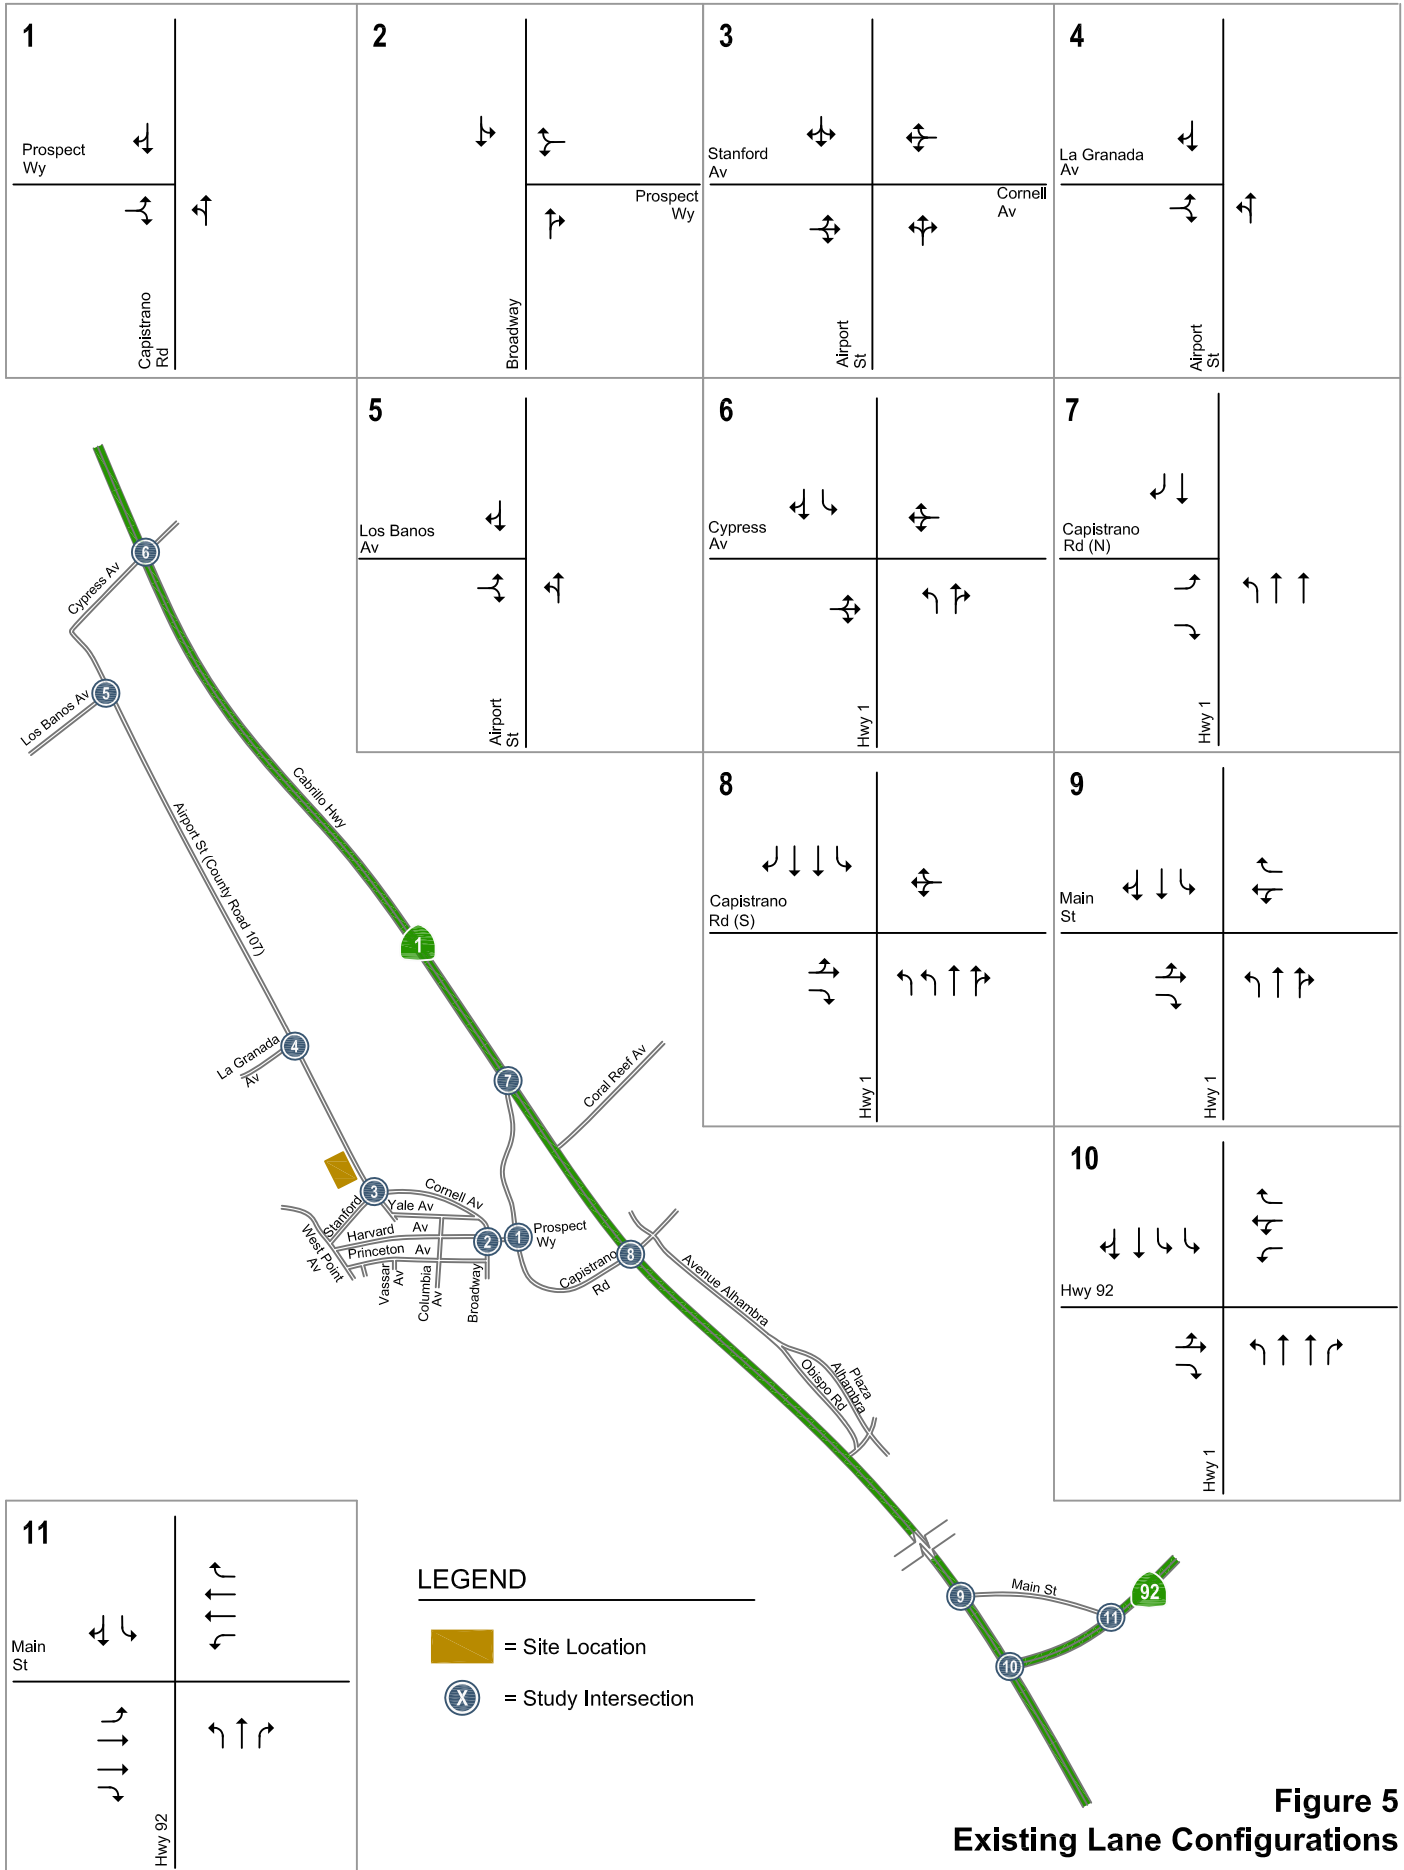 1
Prospect
Wy
Capistrano
Rd
2
Prospect
Wy
Broadway
3
Stanford
Av
Cornell
Av
Airport
St
4
La Granada
Av
Airport
St
5
Los Banos
Av
Airport
St
6
Cypress
Av
Hwy 1
7
Capistrano
Rd (N)
Hwy 1
8
Capistrano
Rd (S)
Hwy 1
9
Main
St
Hwy 1
10
Hwy 92
Hwy 1
11
Main
St
Hwy 92
6
Cypress Av
5
Los Banos Av
Cabrillo Hwy
Airport St (County Road 107)
1
4
La Granada
Av
7
Coral Reef Av
3
Cornell Av
Stanford
Yale Av
Harvard Av
Princeton Av
West Point
Av
Vassar
Av
Columbia
Av
Broadway
2
1
Prospect
Wy
Capistrano
Rd
8
Avenue Alhambra
Plaza
Alhambra
Obispo Rd
9
Main St
11
92
10
LEGEND
= Site Location
X
= Study Intersection
Figure 5
Existing Lane Configurations